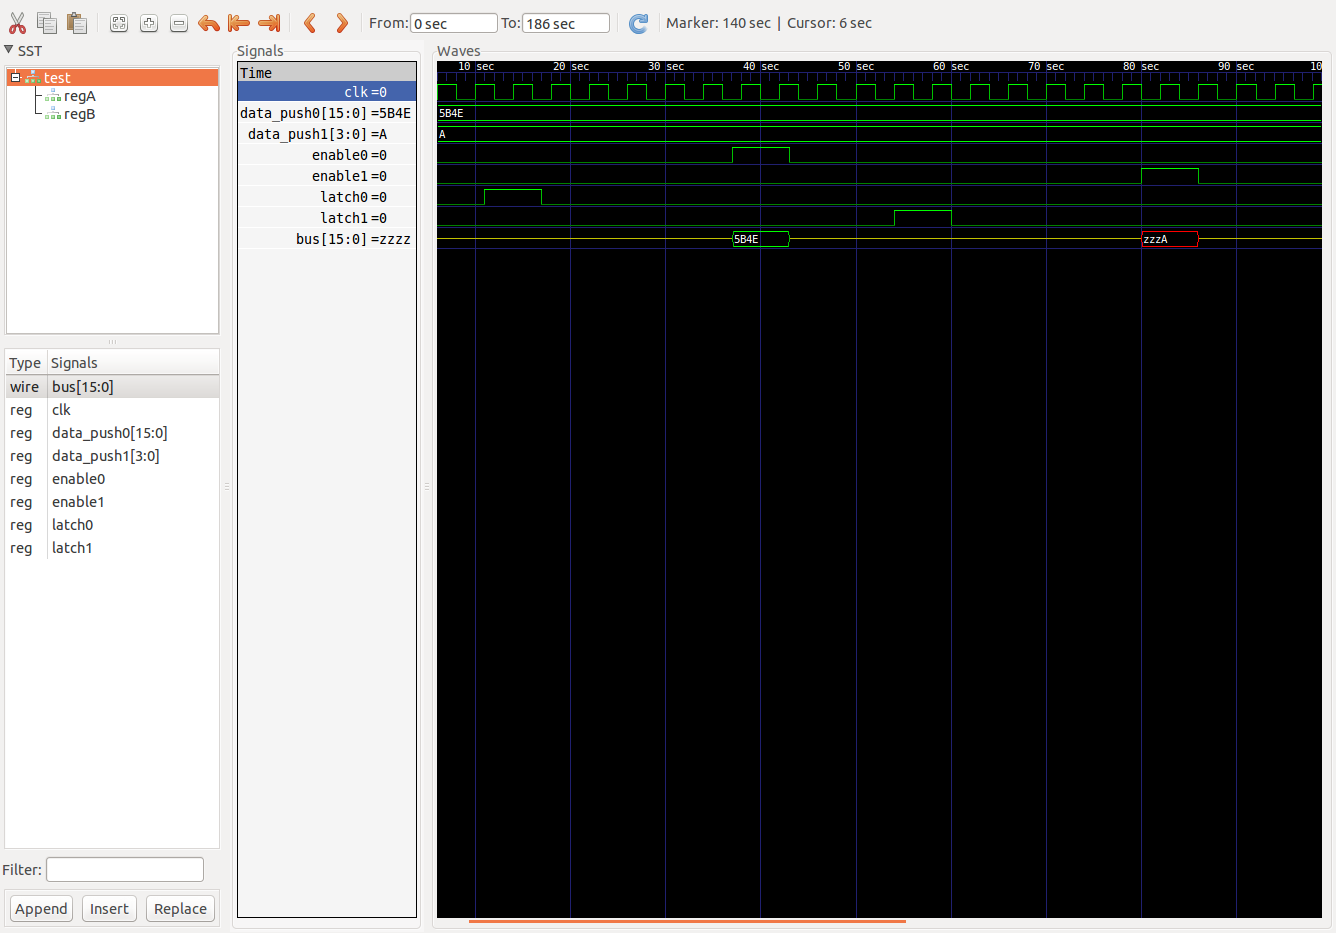 From: 0 sec To: 186 sec Marker: 140 sec | Cursor: 6 sec
SST
test
regA
regB
Type Signals
wire bus[15:0]
reg clk
reg data_push0[15:0]
reg data_push1[3:0]
reg enable0
reg enable1
reg latch0
reg latch1
Filter:
Append Insert Replace
Signals
Time
clk =0
data_push0[15:0] =5B4E
data_push1[3:0] =A
enable0 =0
enable1 =0
latch0 =0
latch1 =0
bus[15:0] =zzzz
Waves
10 sec 20 sec 30 sec 40 sec 50 sec 60 sec 70 sec 80 sec 90 sec 10
5B4E
A
5B4E zzzA